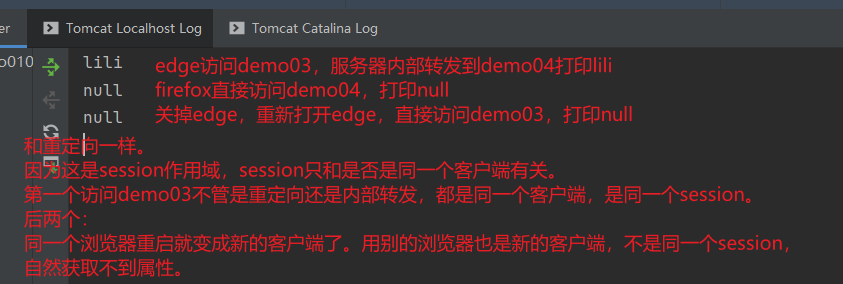 er
Tomcat Localhost Log
Tomcat Catalina Log
o010
lili
edge访问demo03，服务器内部转发到demo04打印lili
null
firefox直接访问demo04，打印null
null
关掉edge，重新打开edge，直接访问demo03，打印null
和重定向一样。
因为这是session作用域，session只和是否是同一个客户端有关。
第一个访问demo03不管是重定向还是内部转发，都是同一个客户端，是同一个session。
后两个：
同一个浏览器重启就变成新的客户端了。用别的浏览器也是新的客户端，不是同一个session，
自然获取不到属性。